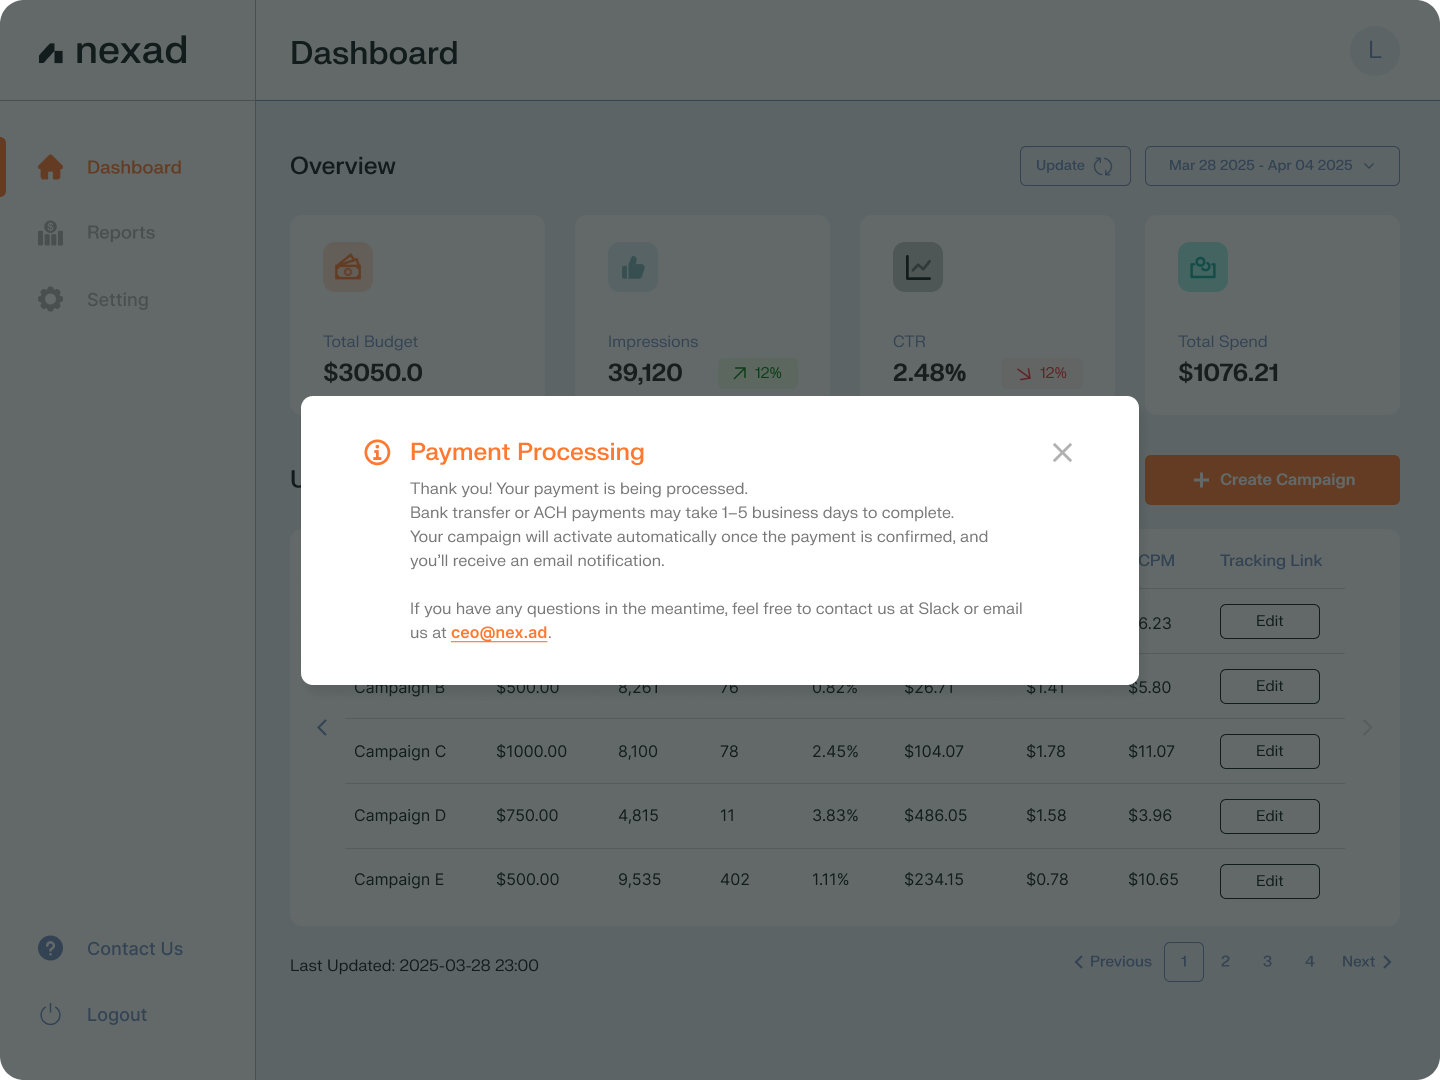 nexad
Dashboard
L
Dashboard
Reports
Setting
Contact Us
Logout
Overview
Update
Mar 28 2025 - Apr 04 2025
Total Budget
$3050.0
Impressions
39,120
12%
CTR
2.48%
12%
Total Spend
$1076.21
Create Campaign
Payment Processing
Thank you! Your payment is being processed.
Bank transfer or ACH payments may take 1–5 business days to complete.
Your campaign will activate automatically once the payment is confirmed, and
you'll receive an email notification.
If you have any questions in the meantime, feel free to contact us at Slack or email
us at ceo@nex.ad.
CPM Tracking Link
6.23 Edit
Campaign B $500.00 8,261 76 0.82% $26.71 $1.41 $5.80 Edit
Campaign C $1000.00 8,100 78 2.45% $104.07 $1.78 $11.07 Edit
Campaign D $750.00 4,815 11 3.83% $486.05 $1.58 $3.96 Edit
Campaign E $500.00 9,535 402 1.11% $234.15 $0.78 $10.65 Edit
Last Updated: 2025-03-28 23:00
Previous 1 2 3 4 Next